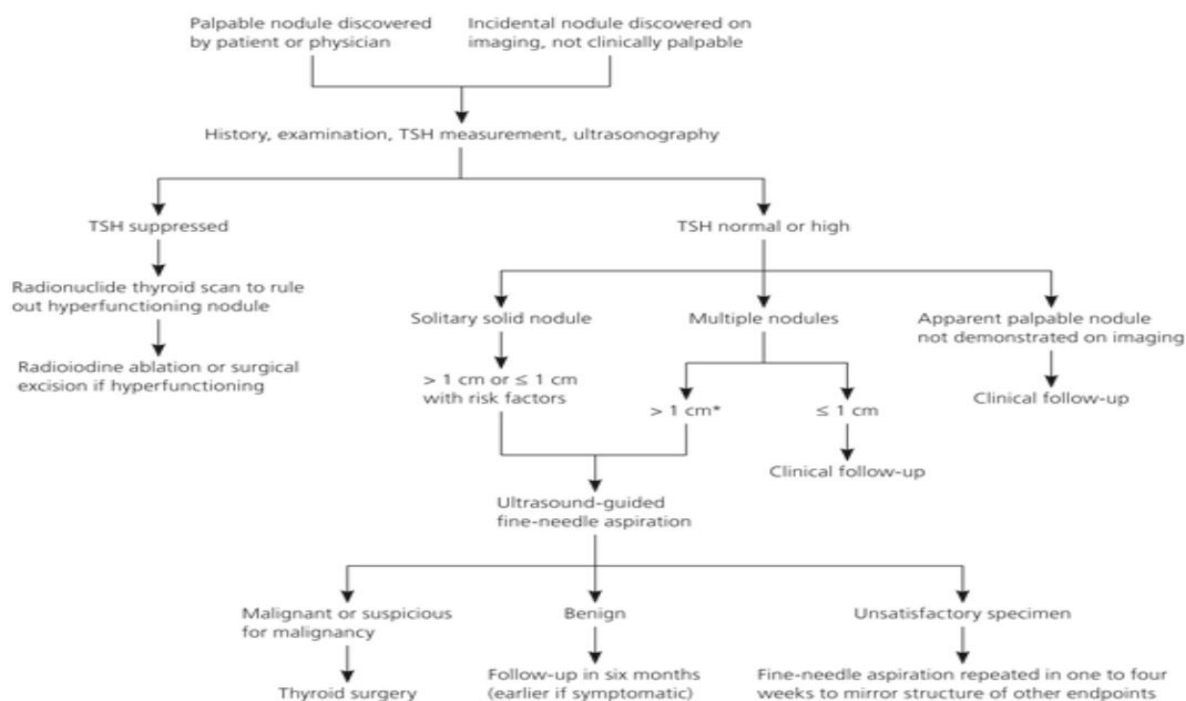 Palpable nodule discovered
by patient or physician
Incidental nodule discovered on
imaging, not clinically palpable
History, examination, TSH measurement, ultrasonography
TSH suppressed
TSH normal or high
Radionuclide thyroid scan to rule
out hyperfunctioning nodule
Solitary solid nodule
Multiple nodules
Apparent palpable nodule
not demonstrated on imaging
Radioiodine ablation or surgical
excision if hyperfunctioning
> 1 cm or ≤ 1 cm
with risk factors
> 1 cm*
≤ 1 cm
Clinical follow-up
Clinical follow-up
Ultrasound-guided
fine-needle aspiration
Malignant or suspicious
for malignancy
Benign
Unsatisfactory specimen
Thyroid surgery
Follow-up in six months
(earlier if symptomatic)
Fine-needle aspiration repeated in one to four
weeks to mirror structure of other endpoints